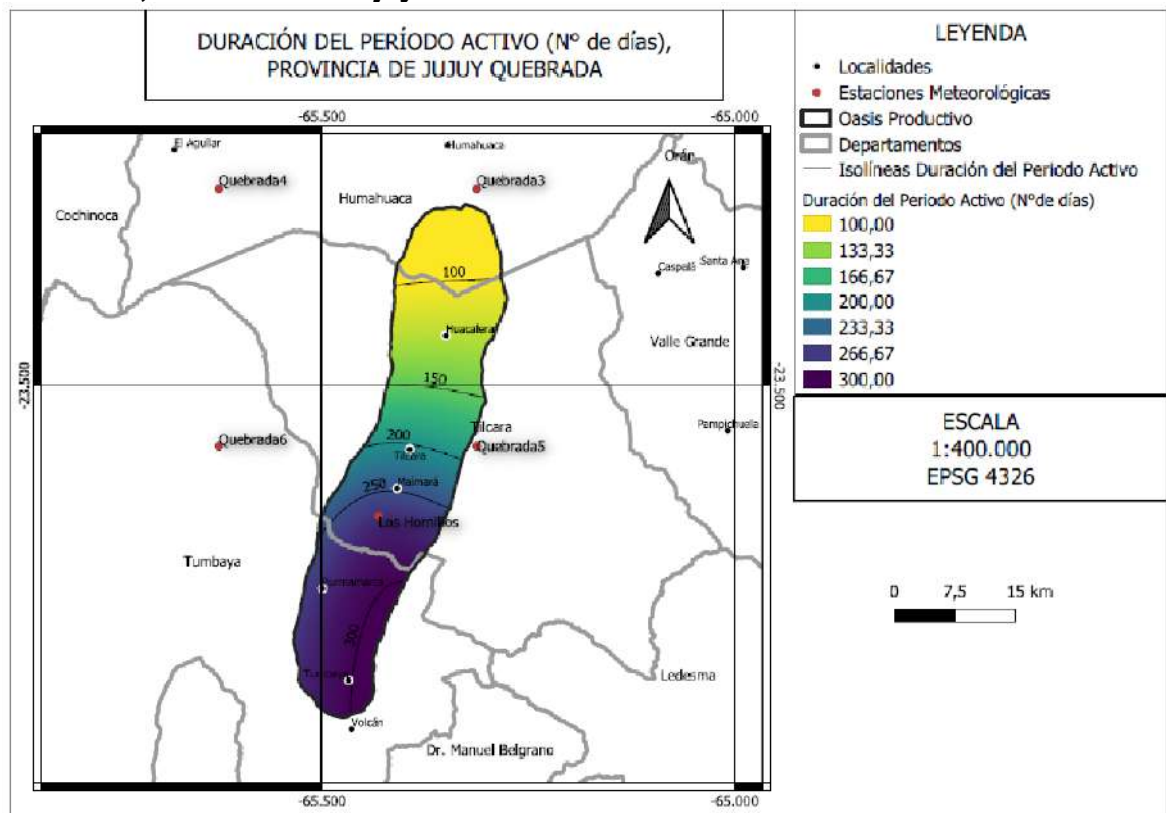 DURACIÓN DEL PERÍODO ACTIVO (N° de días),
PROVINCIA DE JUJUY QUEBRADA
LEYENDA
Localidades
Estaciones Meteorológicas
Oasis Productivo
Departamentos
Isolíneas Duración del Periodo Activo
Duración del Periodo Activo (N°de días)
100,00
133,33
166,67
200,00
233,33
266,67
300,00
ESCALA
1:400.000
EPSG 4326
0 7,5 15 km
-65.500 -65.000
El Aguilar
Humahuaca
Orán
Quebrada4
Quebrada3
Humahuaca
Cochinoca
Caspalá
Santa Ana
100
Huacalera
Valle Grande
-23.500 -23.500
150
Pampichuela
Tilcara
200
Quebrada6
Quebrada5
Tilcara
Maimará
250
Los Hornillos
Tumbaya
Purmamarca
300
Tumbaya
Ledesma
Volcán
Dr. Manuel Belgrano
-65.500 -65.000